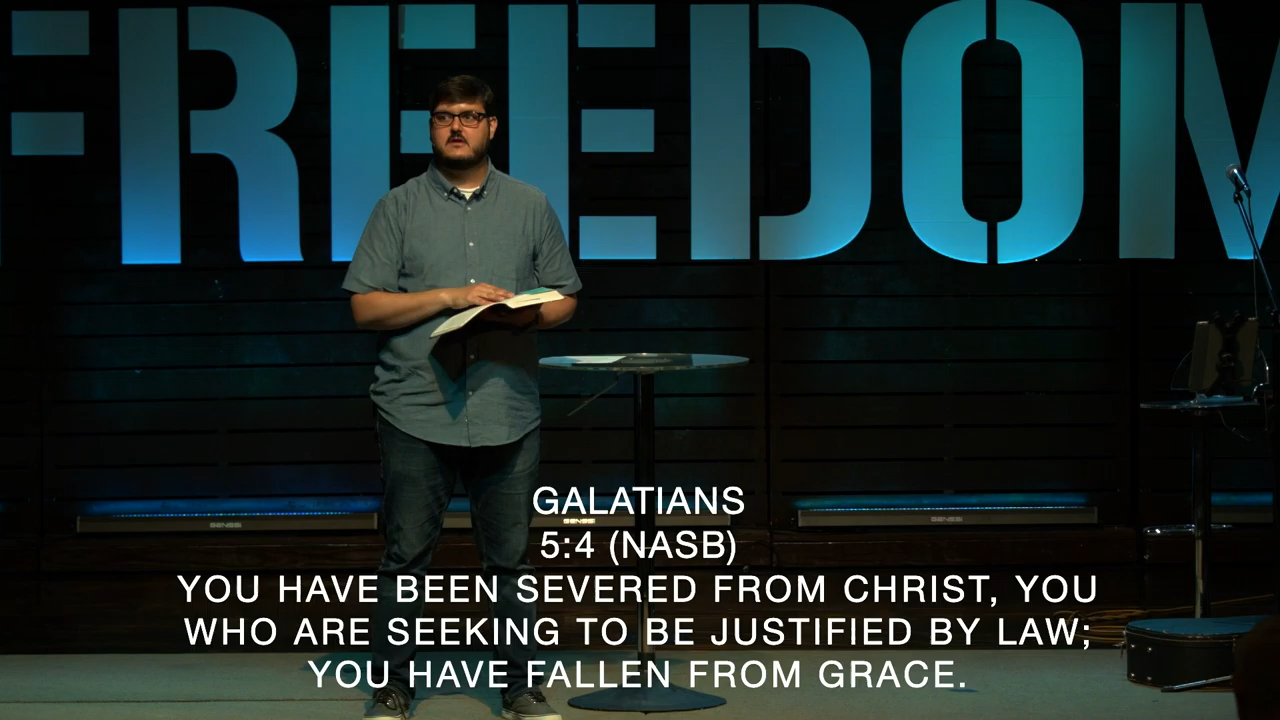 FREEDOM
GALATIANS
5:4 (NASB)
YOU HAVE BEEN SEVERED FROM CHRIST, YOU
WHO ARE SEEKING TO BE JUSTIFIED BY LAW;
YOU HAVE FALLEN FROM GRACE.